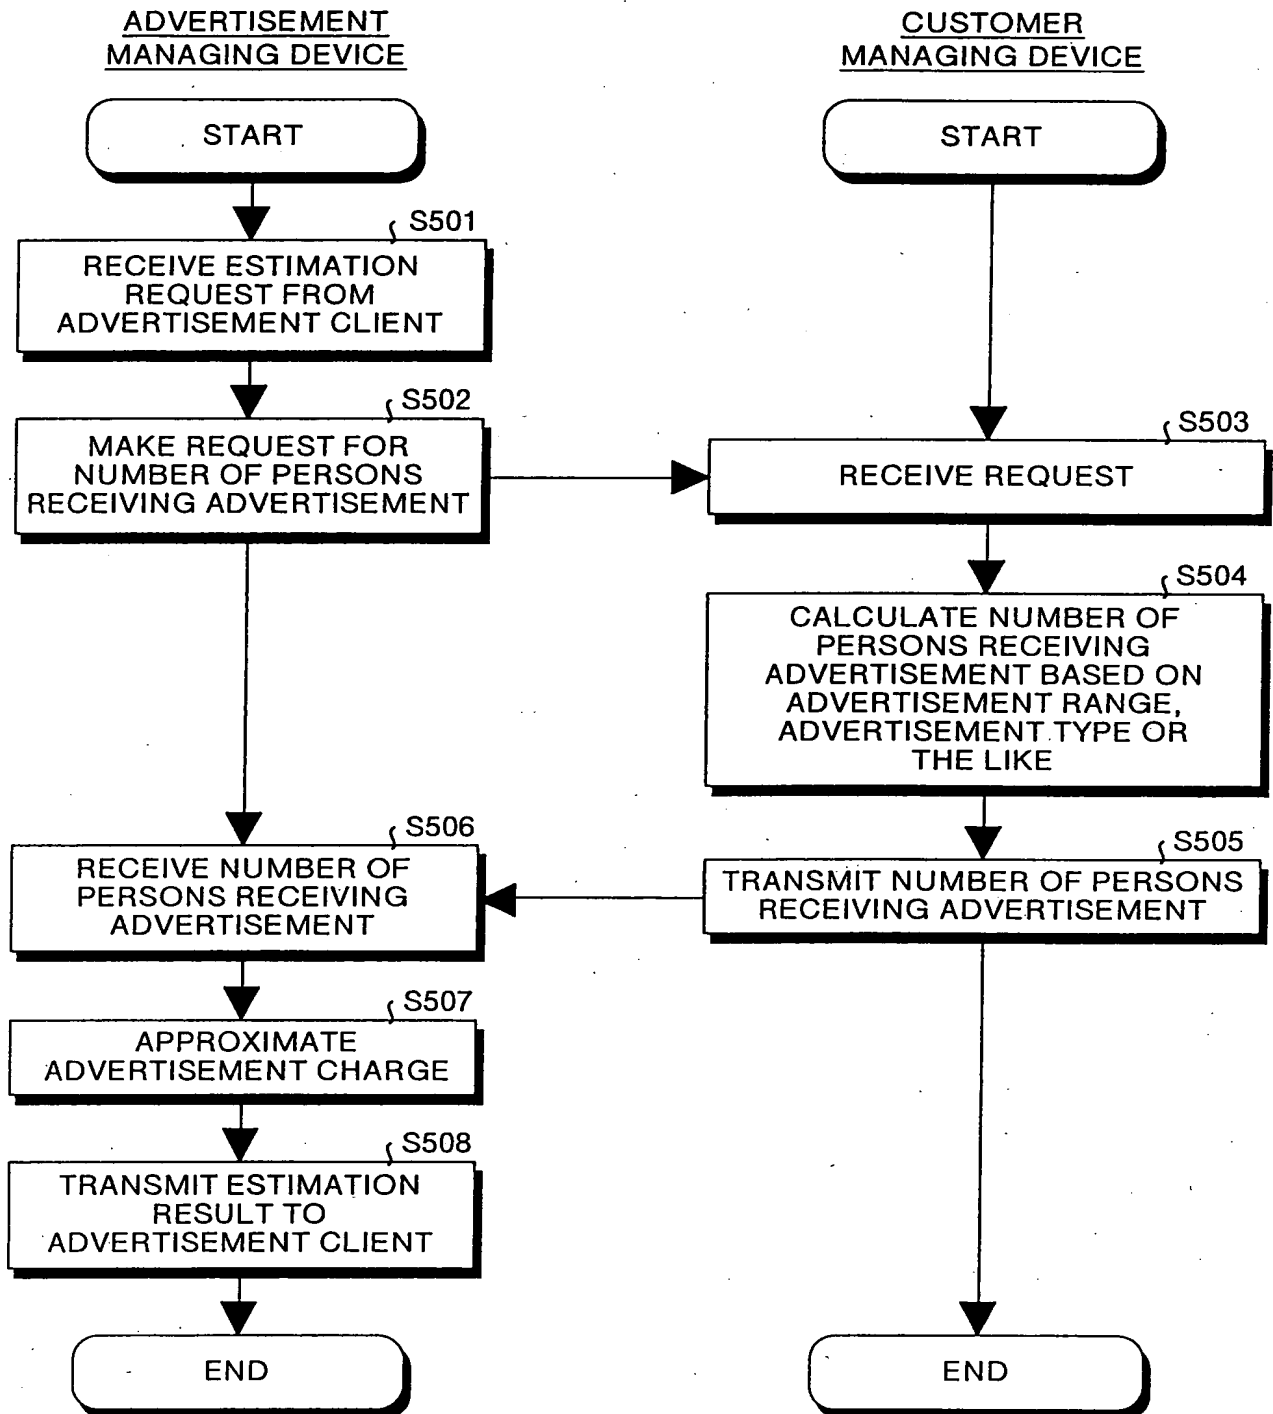 ADVERTISEMENT
MANAGING DEVICE
START
S501
RECEIVE ESTIMATION
REQUEST FROM
ADVERTISEMENT CLIENT
S502
MAKE REQUEST FOR
NUMBER OF PERSONS
RECEIVING ADVERTISEMENT
S506
RECEIVE NUMBER OF
PERSONS RECEIVING
ADVERTISEMENT
S507
APPROXIMATE
ADVERTISEMENT CHARGE
S508
TRANSMIT ESTIMATION
RESULT TO
ADVERTISEMENT CLIENT
END
CUSTOMER
MANAGING DEVICE
START
S503
RECEIVE REQUEST
S504
CALCULATE NUMBER OF
PERSONS RECEIVING
ADVERTISEMENT BASED ON
ADVERTISEMENT RANGE,
ADVERTISEMENT TYPE OR
THE LIKE
S505
TRANSMIT NUMBER OF PERSONS
RECEIVING ADVERTISEMENT
END